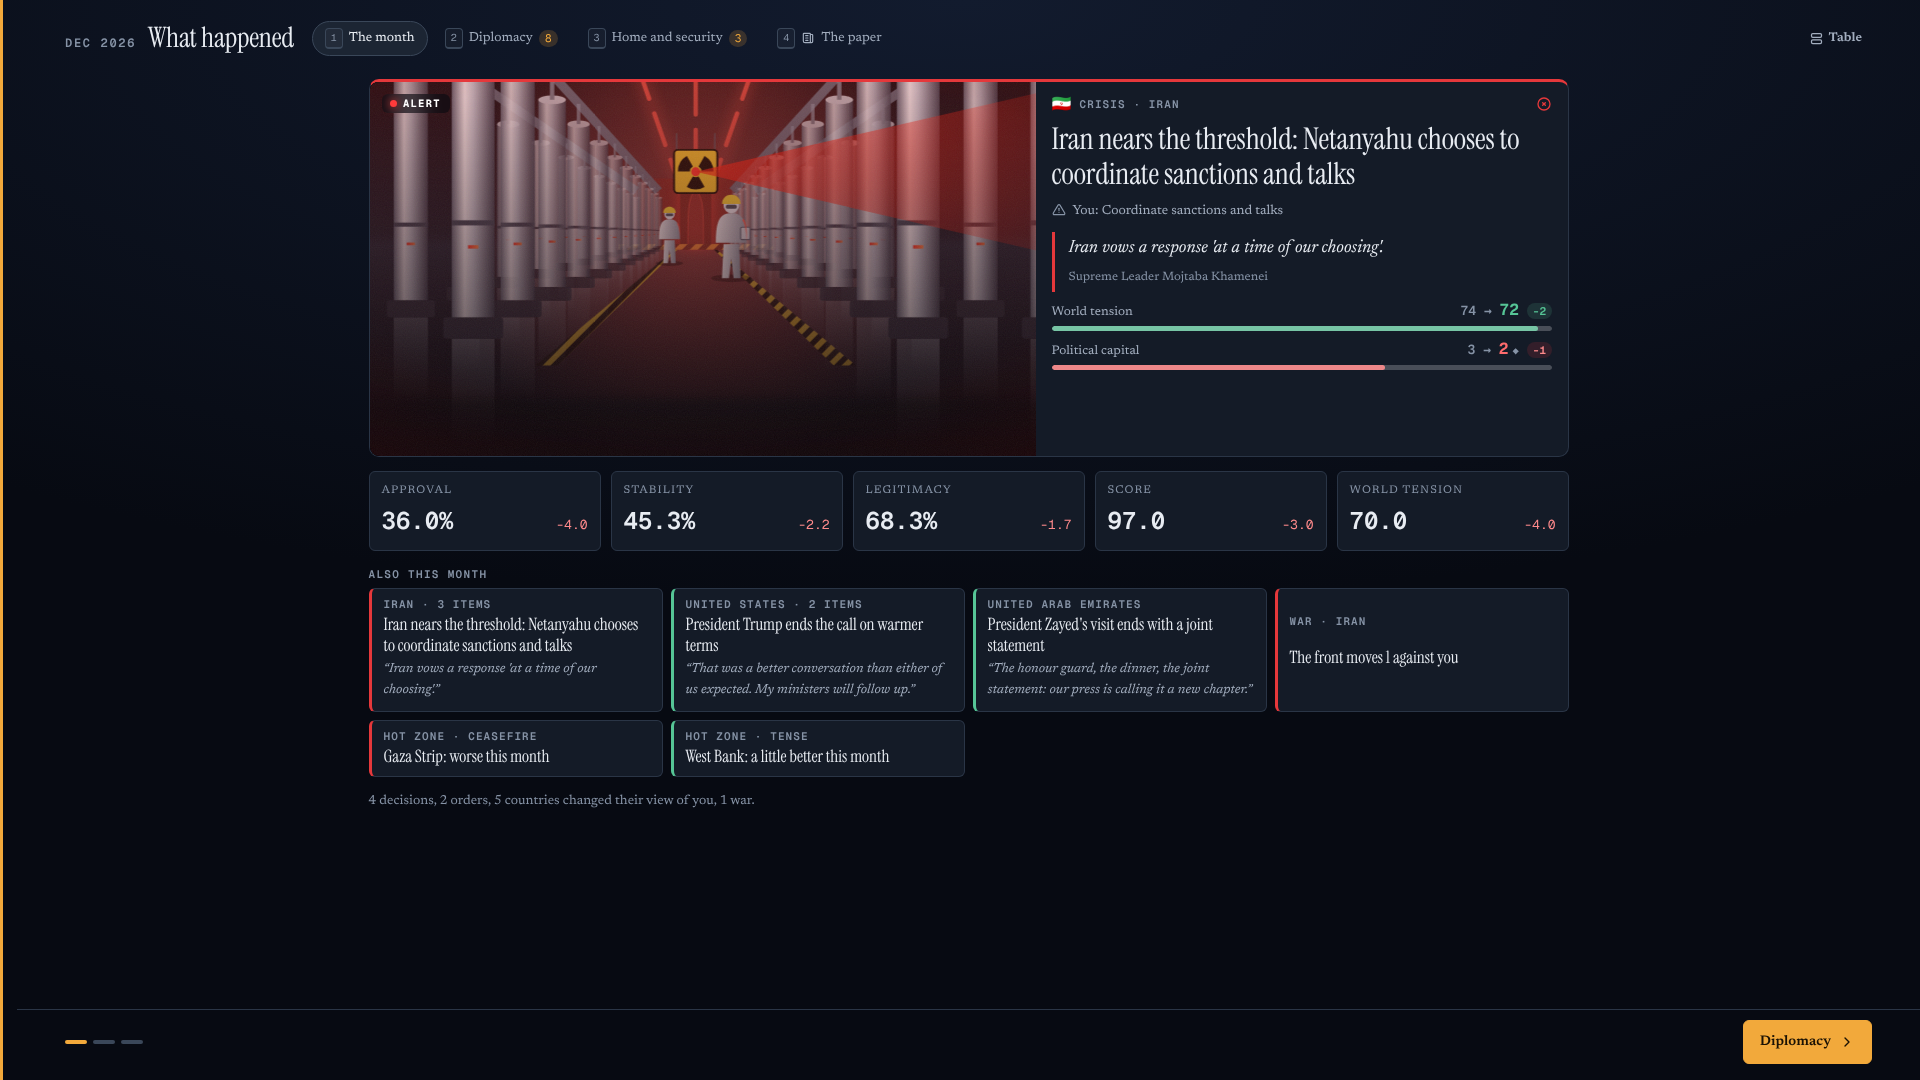 DEC 2026 What happened
1 The month
2 Diplomacy 8
3 Home and security 3
4 The paper
Table
ALERT
CRISIS · IRAN
Iran nears the threshold: Netanyahu chooses to
coordinate sanctions and talks
You: Coordinate sanctions and talks
Iran vows a response 'at a time of our choosing'.
Supreme Leader Mojtaba Khamenei
World tension 74 → 72 -2
Political capital 3 → 2 ◆ -1
APPROVAL
36.0% -4.0
STABILITY
45.3% -2.2
LEGITIMACY
68.3% -1.7
SCORE
97.0 -3.0
WORLD TENSION
70.0 -4.0
ALSO THIS MONTH
IRAN · 3 ITEMS
Iran nears the threshold: Netanyahu chooses
to coordinate sanctions and talks
“Iran vows a response 'at a time of our
choosing'.”
UNITED STATES · 2 ITEMS
President Trump ends the call on warmer
terms
“That was a better conversation than either of
us expected. My ministers will follow up.”
UNITED ARAB EMIRATES
President Zayed's visit ends with a joint
statement
“The honour guard, the dinner, the joint
statement: our press is calling it a new chapter.”
WAR · IRAN
The front moves 1 against you
HOT ZONE · CEASEFIRE
Gaza Strip: worse this month
HOT ZONE · TENSE
West Bank: a little better this month
4 decisions, 2 orders, 5 countries changed their view of you, 1 war.
Diplomacy